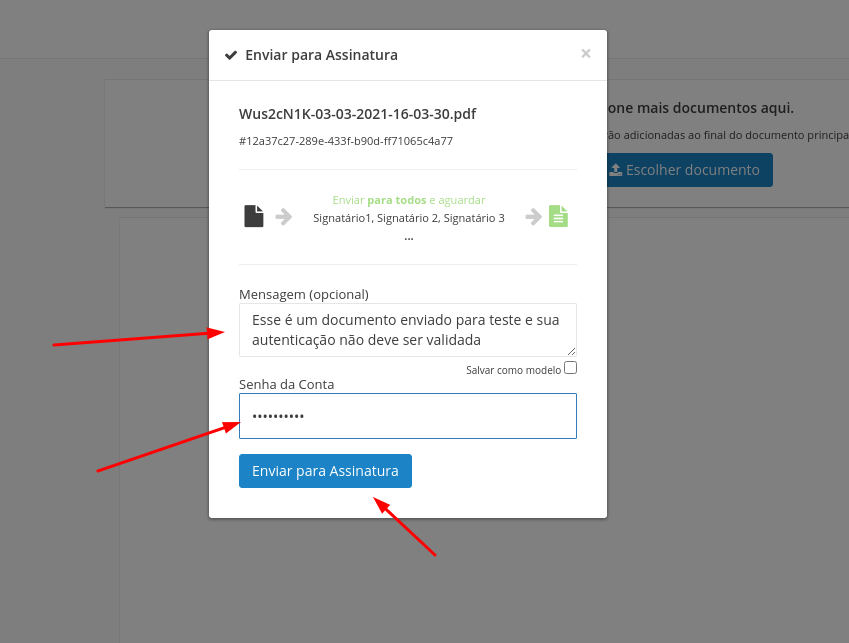 Enviar para Assinatura
×
Wus2cN1K-03-03-2021-16-03-30.pdf
#12a37c27-289e-433f-b90d-ff71065c4a77
Enviar para todos e aguardar
Signatário1, Signatário 2, Signatário 3
...
Mensagem (opcional)
Esse é um documento enviado para teste e sua
autenticação não deve ser validada
Salvar como modelo
Senha da Conta
••••••••••
Enviar para Assinatura
one mais documentos aqui.
ão adicionadas ao final do documento principa
Escolher documento